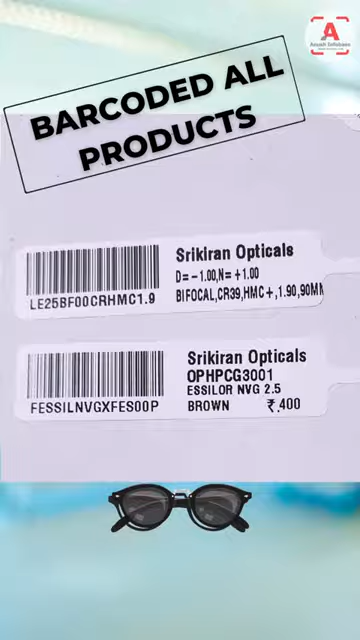 A
BARCODED ALL
PRODUCTS
Srikiran Opticals
D=-1.00,N=+1.00
BIFOCAL,CR39,HMC+,1.90,90MM
LE25BF00CRHMC1.9
Srikiran Opticals
OPHPCG3001
ESSILOR NVG 2.5
BROWN ₹.400
FESSILNVGXFES00P